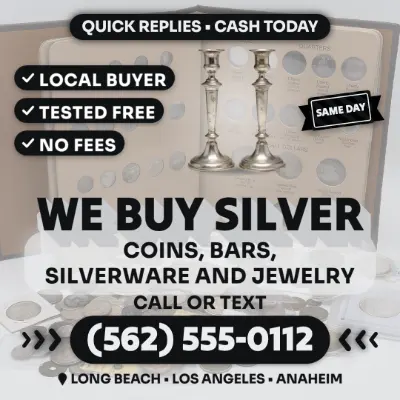 QUICK REPLIES ▪ CASH TODAY
✓ LOCAL BUYER
✓ TESTED FREE
✓ NO FEES
SAME DAY
WE BUY SILVER
COINS, BARS,
SILVERWARE AND JEWELRY
CALL OR TEXT
(562) 555-0112
LONG BEACH ▪ LOS ANGELES ▪ ANAHEIM